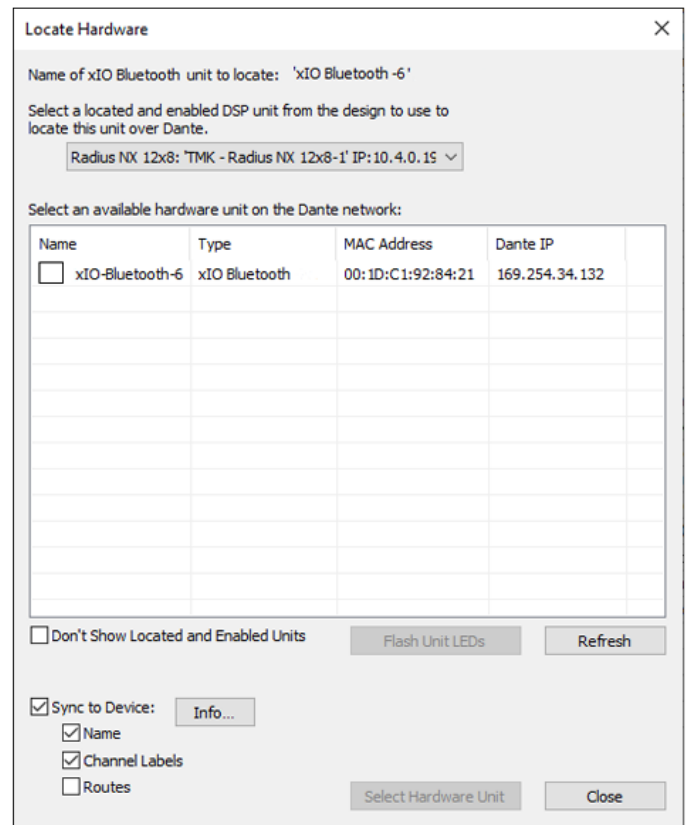 Locate Hardware
Name of xIO Bluetooth unit to locate: 'xIO Bluetooth -6'
Select a located and enabled DSP unit from the design to use to
locate this unit over Dante.
Radius NX 12x8: 'TMK - Radius NX 12x8-1' IP:10.4.0.19
Select an available hardware unit on the Dante network:
Name Type MAC Address Dante IP
xIO-Bluetooth-6 xIO Bluetooth 00:1D:C1:92:84:21 169.254.34.132
Don't Show Located and Enabled Units Flash Unit LEDs Refresh
Sync to Device: Info...
Name
Channel Labels
Routes Select Hardware Unit Close